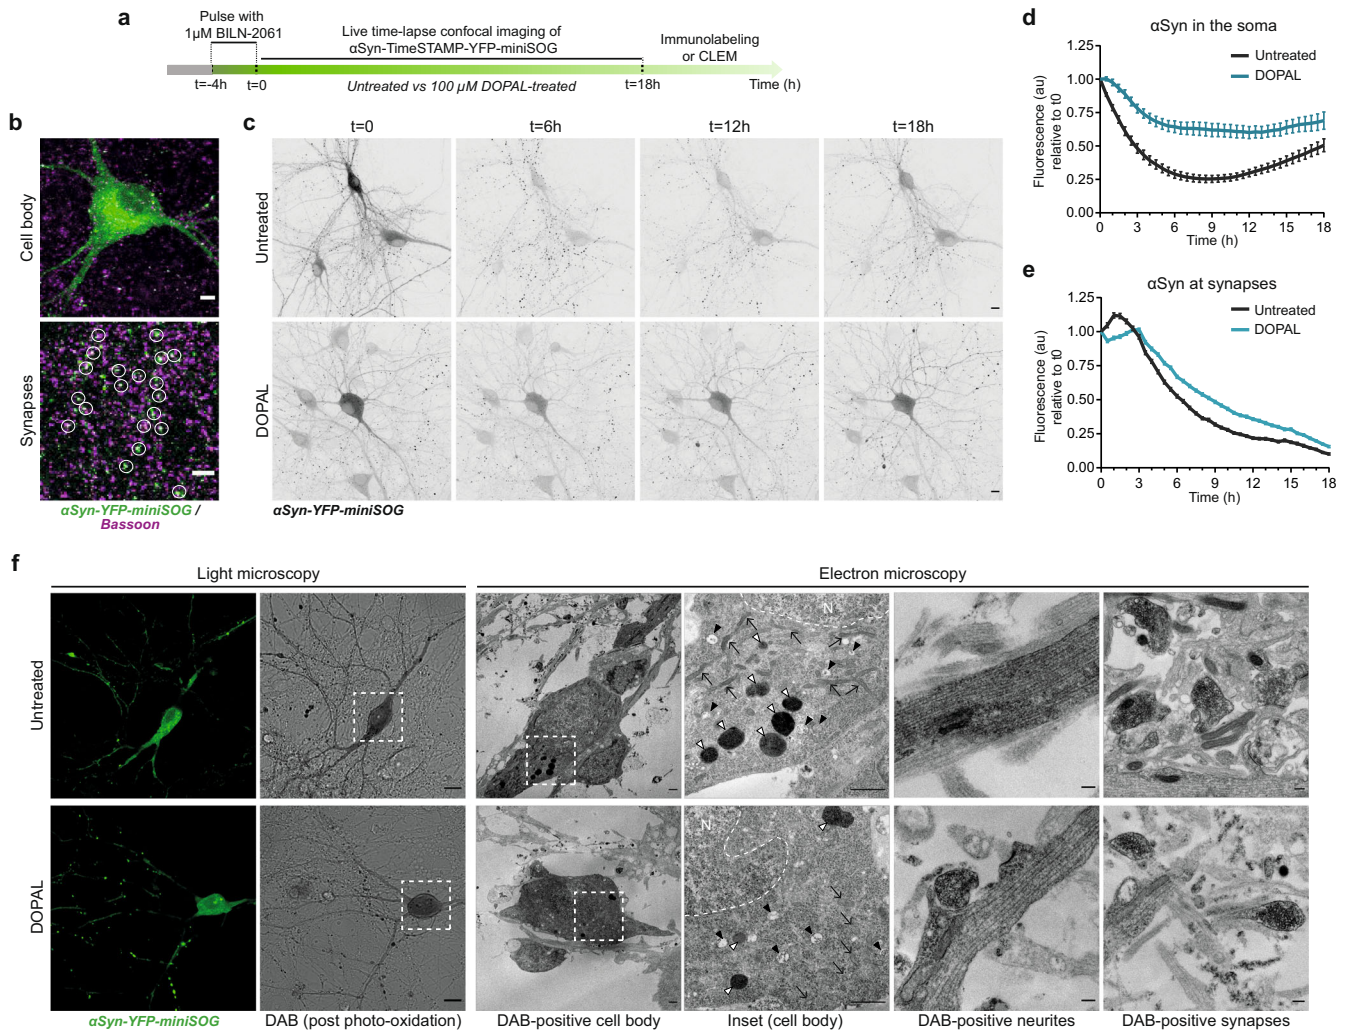 a
Pulse with
1µM BILN-2061
Live time-lapse confocal imaging of
αSyn-TimeSTAMP-YFP-miniSOG
Immunolabeling
or CLEM
t=-4h
t=0
Untreated vs 100 µM DOPAL-treated
t=18h
Time (h)
b
Cell body
Synapses
αSyn-YFP-miniSOG /
Bassoon
c
t=0
t=6h
t=12h
t=18h
Untreated
DOPAL
αSyn-YFP-miniSOG
d
αSyn in the soma
Untreated
DOPAL
Fluorescence (au)
relative to t0
1.25
1.00
0.75
0.50
0.25
0.00
0 3 6 9 12 15 18
Time (h)
e
αSyn at synapses
Untreated
DOPAL
Fluorescence (au)
relative to t0
1.25
1.00
0.75
0.50
0.25
0.00
0 3 6 9 12 15 18
Time (h)
f
Light microscopy
Electron microscopy
Untreated
N
DOPAL
N
αSyn-YFP-miniSOG
DAB (post photo-oxidation)
DAB-positive cell body
Inset (cell body)
DAB-positive neurites
DAB-positive synapses